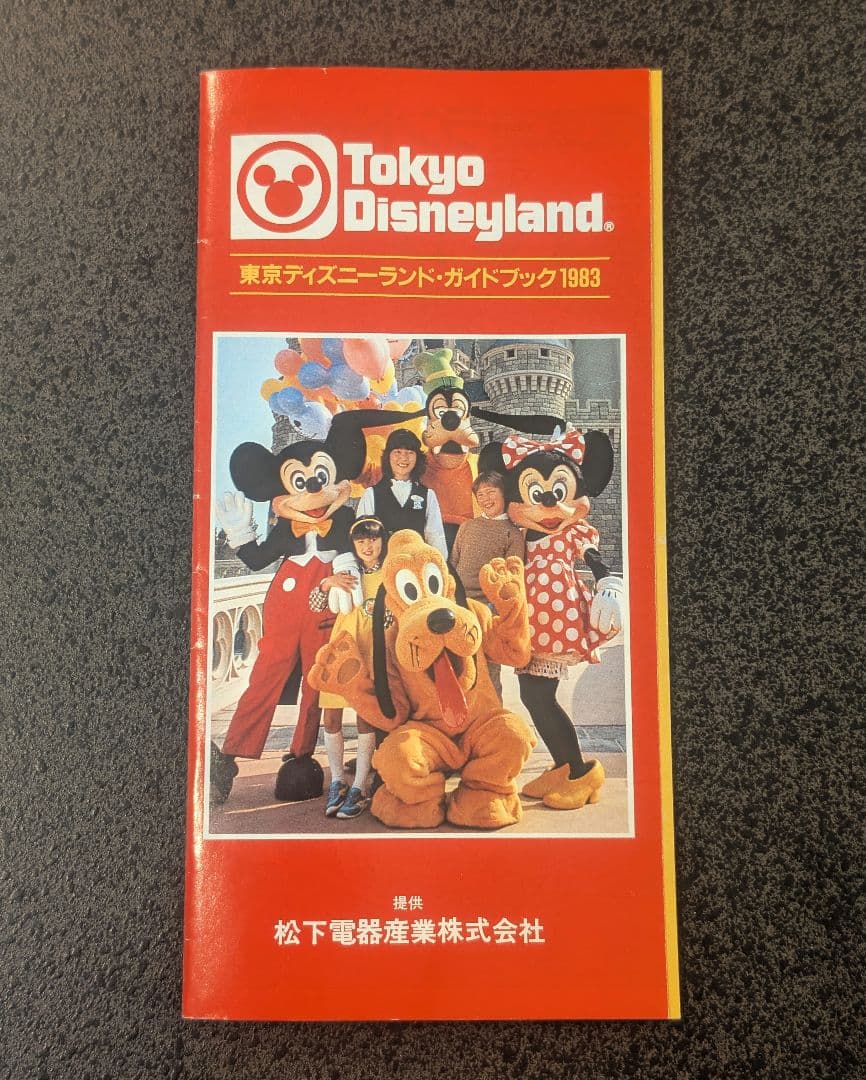 Tokyo
Disneyland®
東京ディズニーランド・ガイドブック1983
提供
松下電器産業株式会社